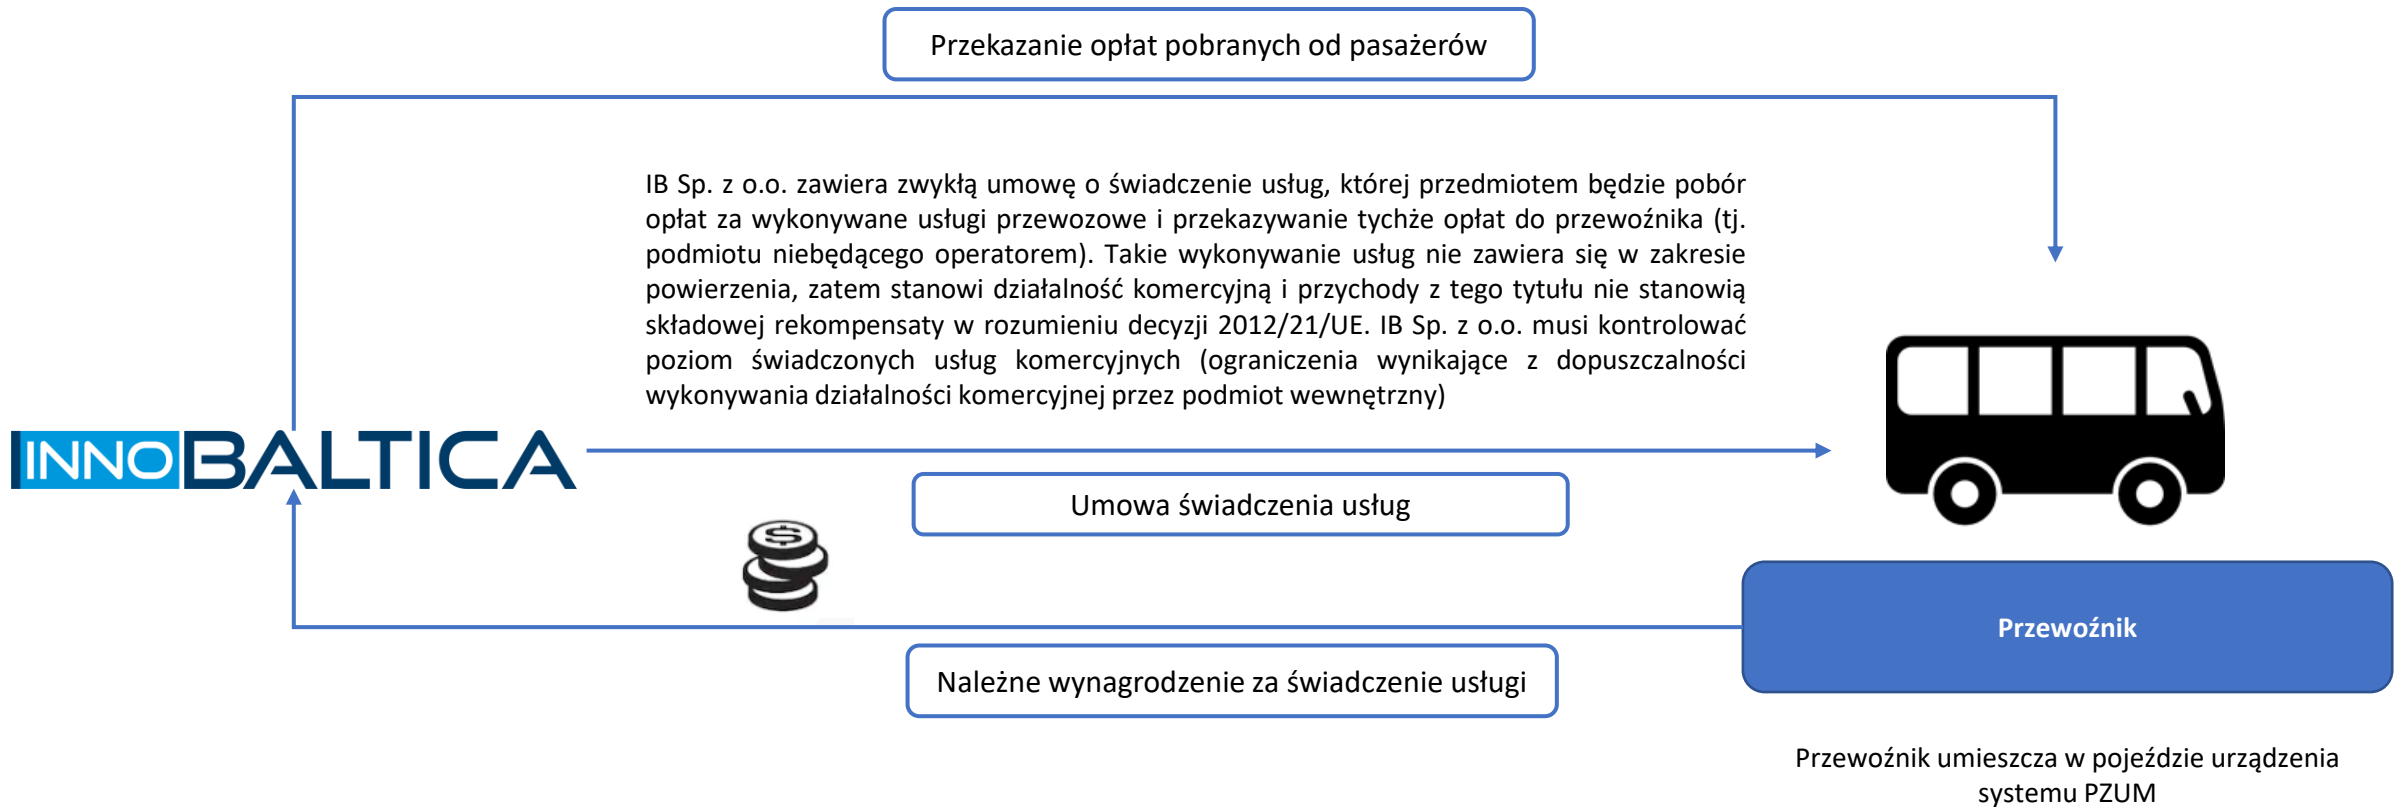 Przekazanie opłat pobranych od pasażerów
IB Sp. z o.o. zawiera zwykłą umowę o świadczenie usług, której przedmiotem będzie pobór
opłat za wykonywane usługi przewozowe i przekazywanie tychże opłat do przewoźnika (tj.
podmiotu niebędącego operatorem). Takie wykonywanie usług nie zawiera się w zakresie
powierzenia, zatem stanowi działalność komercyjną i przychody z tego tytułu nie stanowią
składowej rekompensaty w rozumieniu decyzji 2012/21/UE. IB Sp. z o.o. musi kontrolować
poziom świadczonych usług komercyjnych (ograniczenia wynikające z dopuszczalności
wykonywania działalności komercyjnej przez podmiot wewnętrzny)
INNOBALTICA
Umowa świadczenia usług
$
Przewoźnik
Należne wynagrodzenie za świadczenie usługi
Przewoźnik umieszcza w pojeździe urządzenia
systemu PZUM